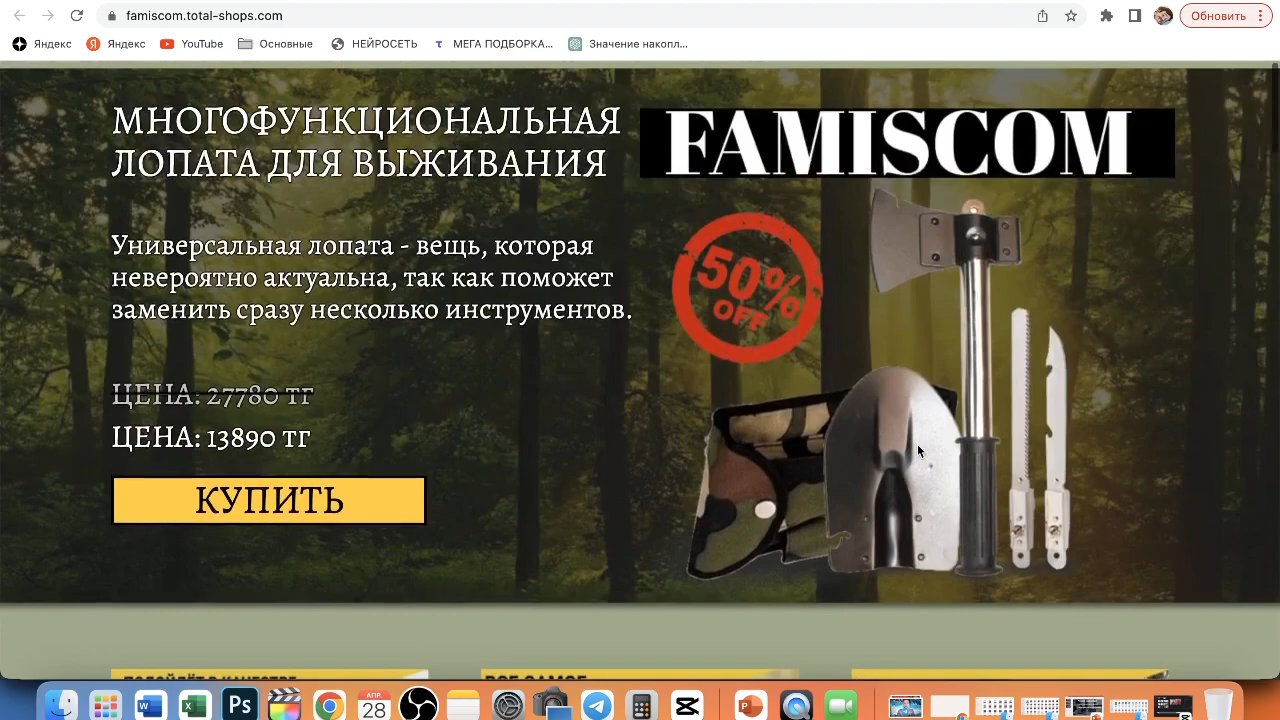 famiscom.total-shops.com
Обновить
Яндекс
Яндекс
YouTube
Основные
НЕЙРОСЕТЬ
МЕГА ПОДБОРКА...
Значение накопл...
МНОГОФУНКЦИОНАЛЬНАЯ
ЛОПАТА ДЛЯ ВЫЖИВАНИЯ
FAMISCOM
Универсальная лопата - вещь, которая
невероятно актуальна, так как поможет
заменить сразу несколько инструментов.
50%
OFF
ЦЕНА: 27780 тг
ЦЕНА: 13890 тг
КУПИТЬ
Ps
АПР.
28